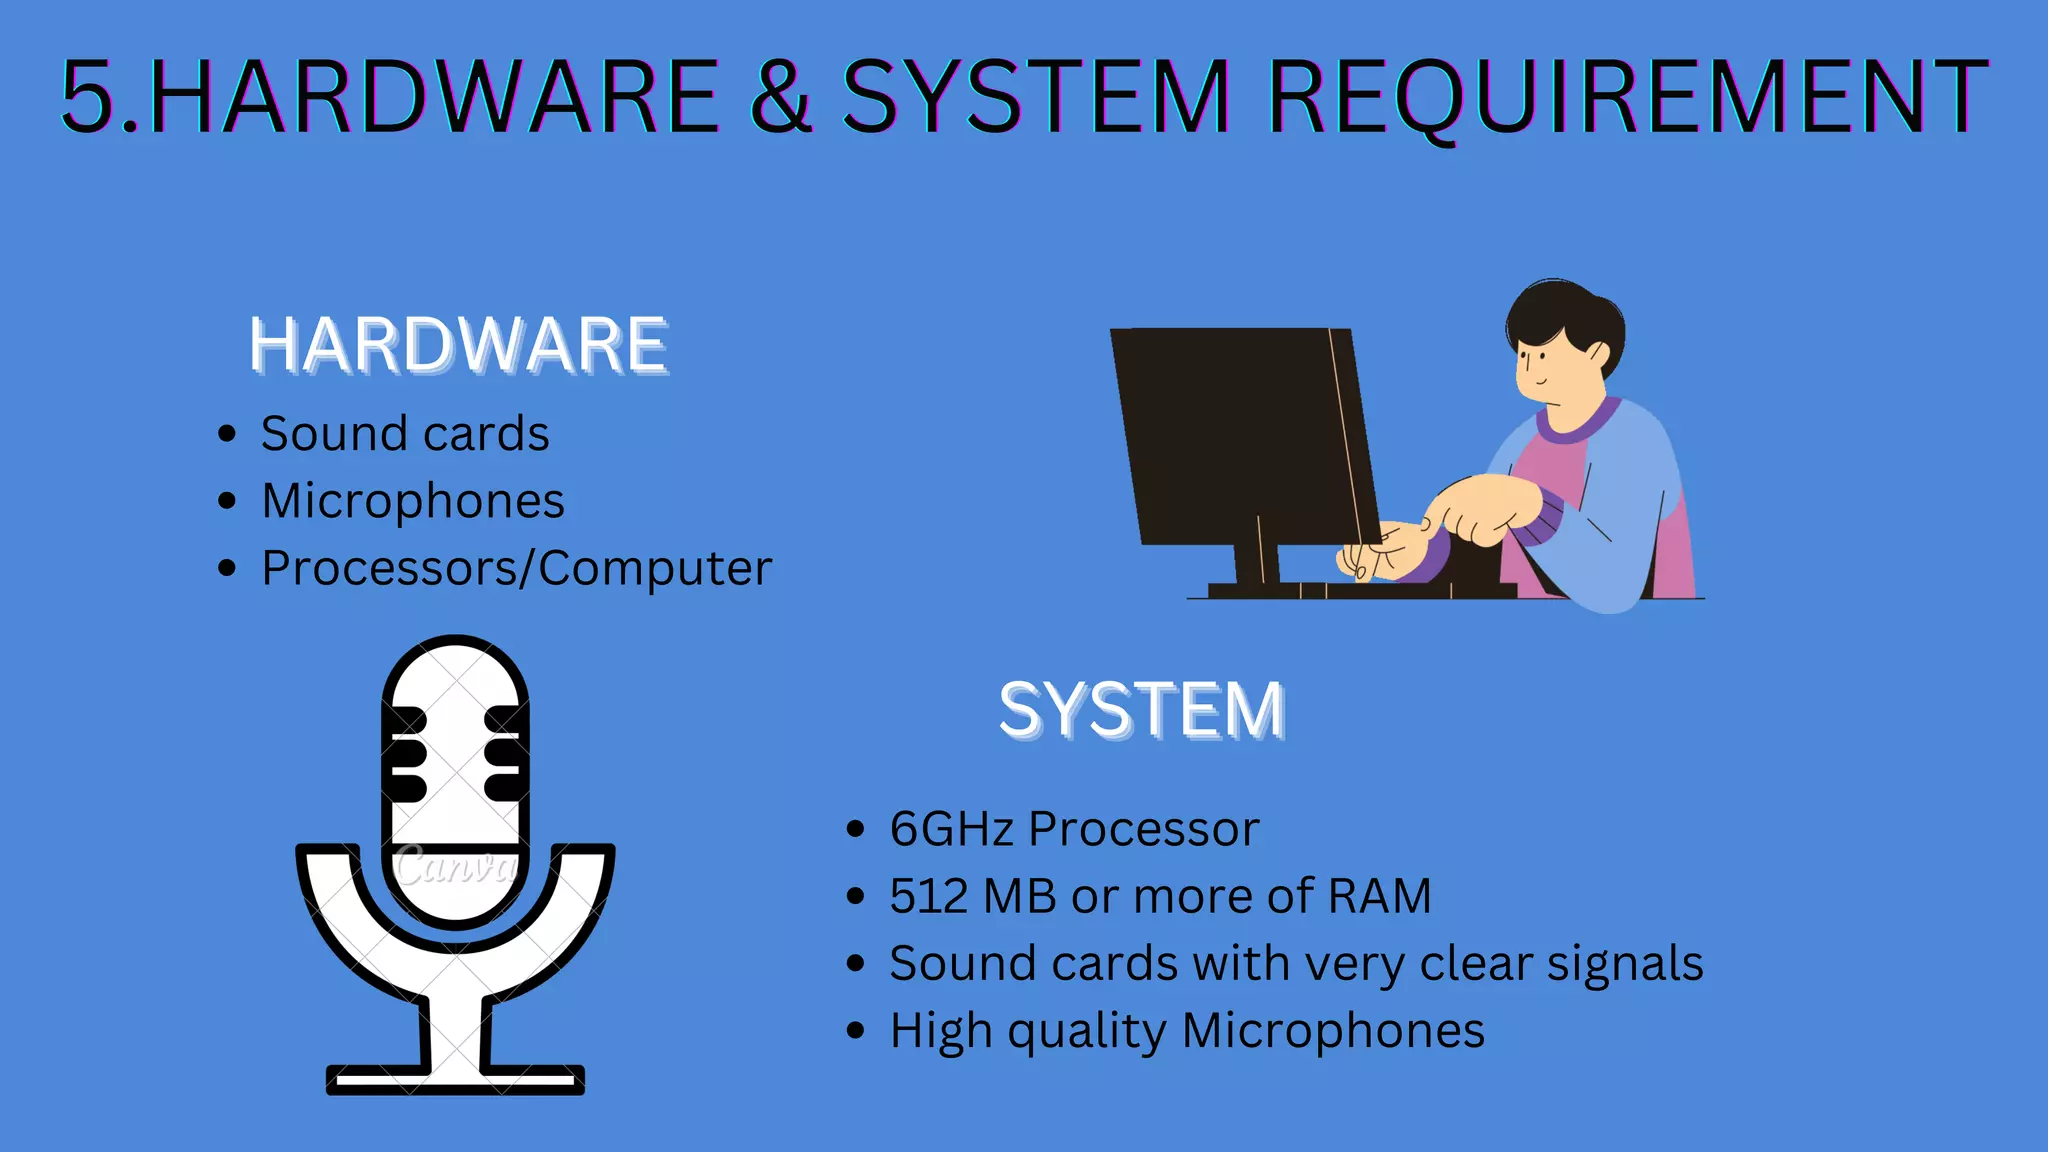 5.HARDWARE & SYSTEM REQUIREMENT
HARDWARE
• Sound cards
• Microphones
• Processors/Computer
Canva
SYSTEM
• 6GHz Processor
• 512 MB or more of RAM
• Sound cards with very clear signals
• High quality Microphones